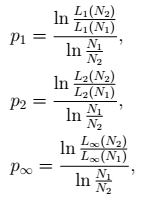 p_1 = \frac{\ln \frac{L_1(N_2)}{L_1(N_1)}}{\ln \frac{N_1}{N_2}},
p_2 = \frac{\ln \frac{L_2(N_2)}{L_2(N_1)}}{\ln \frac{N_1}{N_2}},
p_\infty = \frac{\ln \frac{L_\infty(N_2)}{L_\infty(N_1)}}{\ln \frac{N_1}{N_2}},